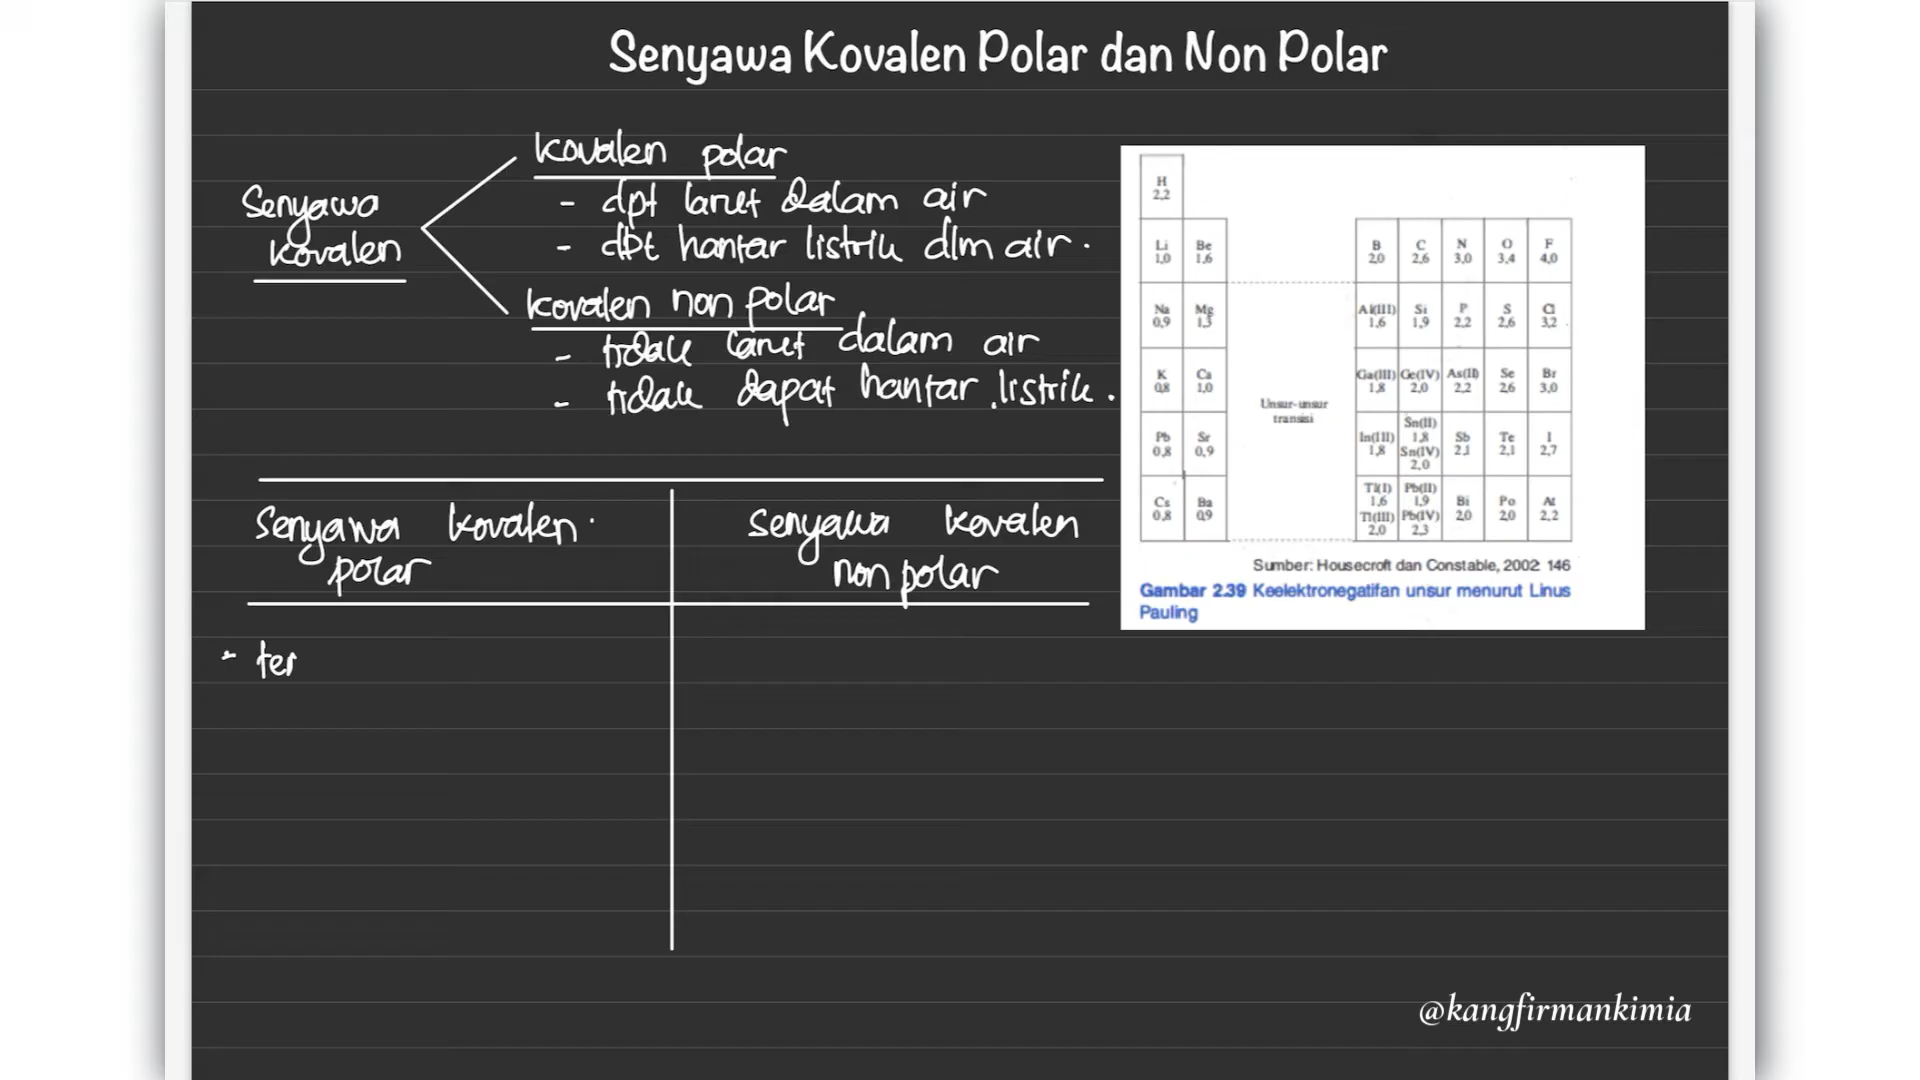 Senyawa Kovalen Polar dan Non Polar
Senyawa
kovalen
kovalen polar
- dpt larut dalam air
- dpt hantar listrik dlm air.
kovalen non polar
- tidak larut dalam air
- tidak dapat hantar listrik.
H
2,2
Li Be B C N O F
1,0 1,6 2,0 2,6 3,0 3,4 4,0
Na Mg Al(III) Si P S Cl
0,9 1,3 1,6 1,9 2,2 2,6 3,2
K Ca Ga(III) Ge(IV) As(II) Se Br
0,8 1,0 1,8 2,0 2,2 2,6 3,0
Unsur-unsur
transisi
Pb Sr In(III) Sn(II) Sb Te I
0,8 0,9 1,8 1,8 2,1 2,1 2,7
Sn(IV)
2,0
Cs Ba Tl(I) Pb(II) Bi Po At
0,8 0,9 1,6 1,9 2,0 2,0 2,2
Tl(III) Pb(IV)
2,0 2,3
Sumber: Housecroft dan Constable, 2002: 146
Gambar 2.39 Keelektronegatifan unsur menurut Linus
Pauling
Senyawa kovalen
polar
senyawa kovalen
non polar
- ter
@kangfirmankimia